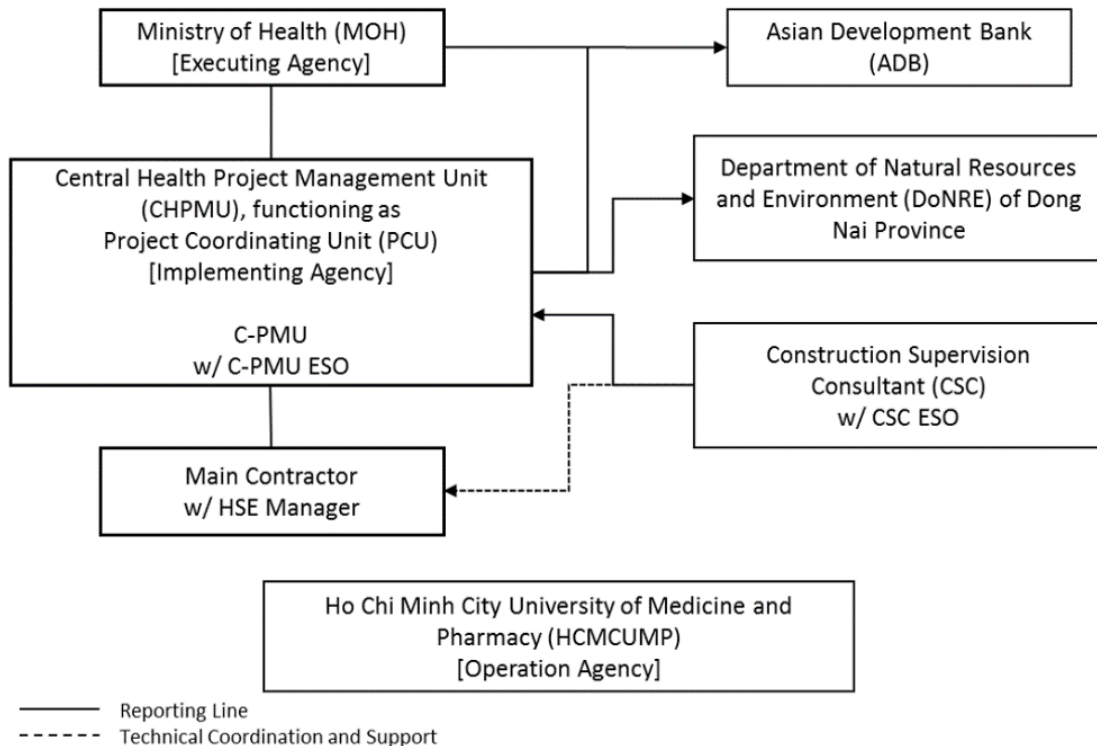 Ministry of Health (MOH)
[Executing Agency]
Asian Development Bank
(ADB)
Central Health Project Management Unit
(CHPMU), functioning as
Project Coordinating Unit (PCU)
[Implementing Agency]
C-PMU
w/ C-PMU ESO
Department of Natural Resources
and Environment (DoNRE) of Dong
Nai Province
Construction Supervision
Consultant (CSC)
w/ CSC ESO
Main Contractor
w/ HSE Manager
Ho Chi Minh City University of Medicine and
Pharmacy (HCMCUMP)
[Operation Agency]
Reporting Line
Technical Coordination and Support